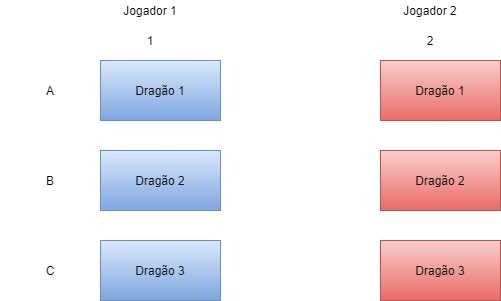 Jogador 1 Jogador 2
1 2
A Dragão 1 Dragão 1
B Dragão 2 Dragão 2
C Dragão 3 Dragão 3